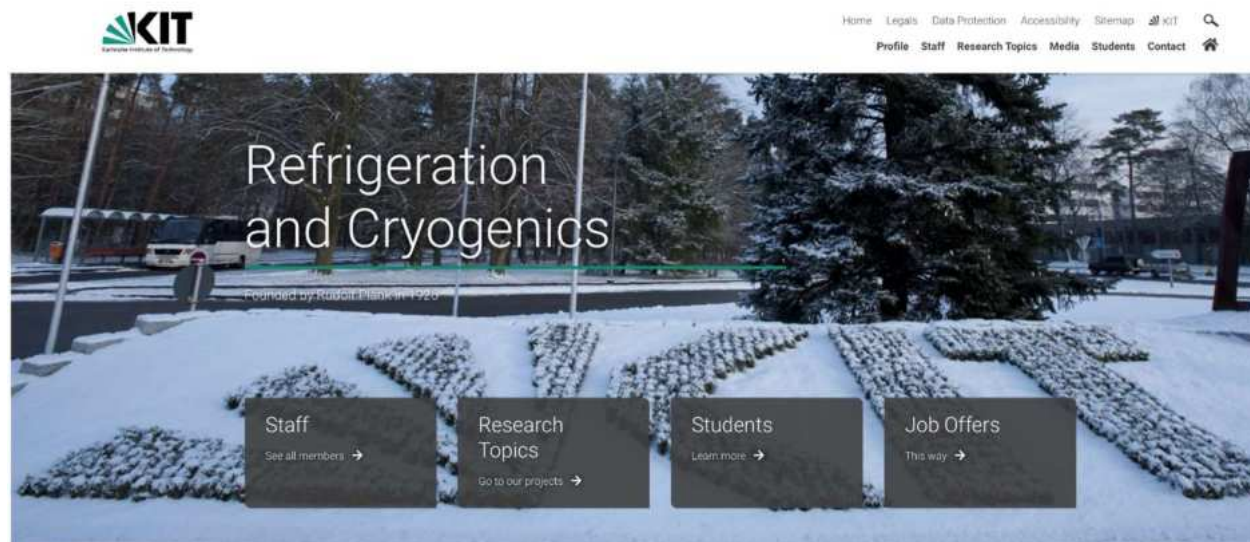 KIT
Karlsruhe Institute of Technology
Home Legals Data Protection Accessibility Sitemap KIT
Profile Staff Research Topics Media Students Contact
Refrigeration
and Cryogenics
Founded by Rudolf Plank in 1926
KIT
Staff
See all members →
Research
Topics
Go to our projects →
Students
Learn more →
Job Offers
This way →